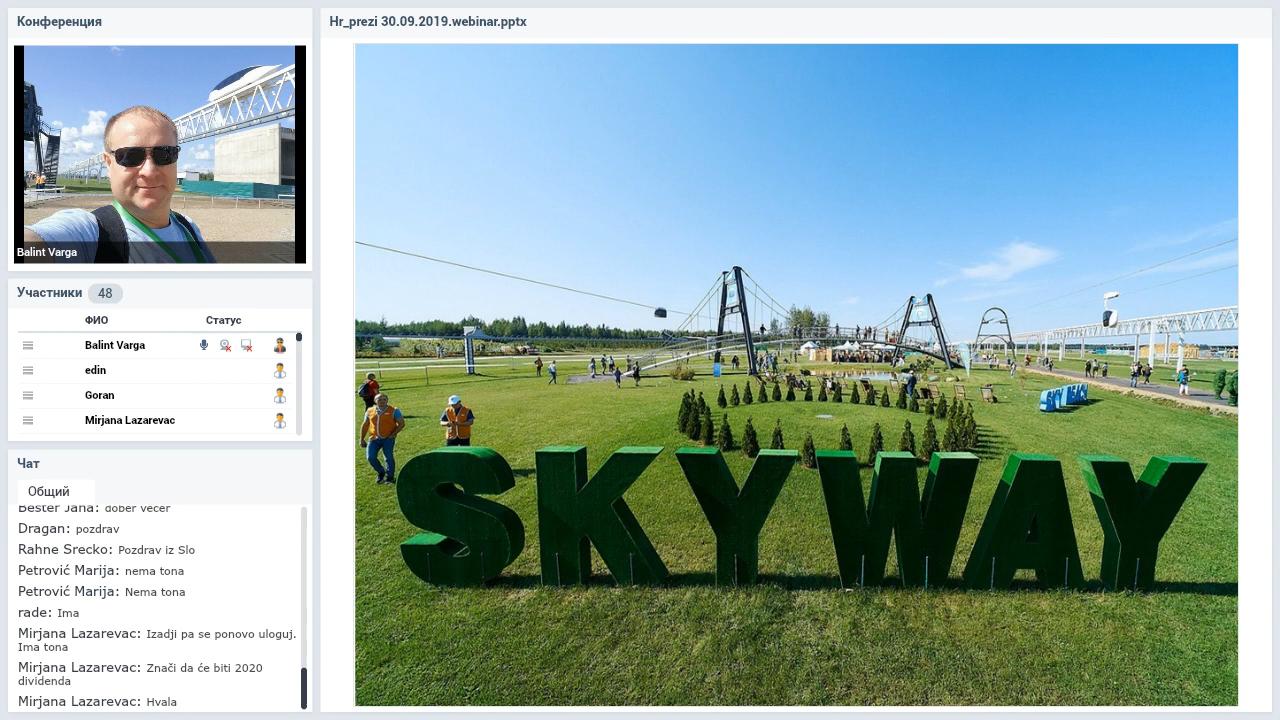 Конференция
Balint Varga
Участники 48
ФИО Статус
Balint Varga
edin
Goran
Mirjana Lazarevac
Чат
Общий
Bester Jana: dober vecer
Dragan: pozdrav
Rahne Srecko: Pozdrav iz Slo
Petrović Marija: nema tona
Petrović Marija: Nema tona
rade: Ima
Mirjana Lazarevac: Izadji pa se ponovo uloguj.
Ima tona
Mirjana Lazarevac: Znači da će biti 2020
dividenda
Mirjana Lazarevac: Hvala
Hr_prezi 30.09.2019.webinar.pptx
SKY WAY
SKYWAY